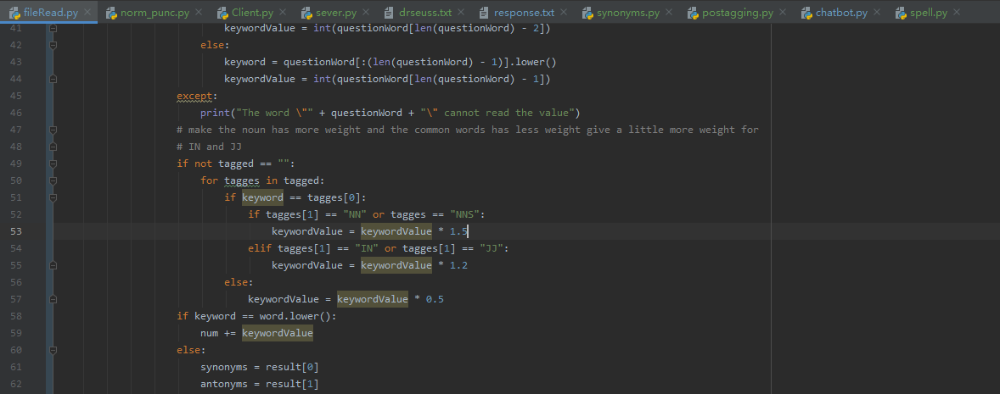 fileRead.py norm_punc.py Client.py sever.py drseuss.txt response.txt synonyms.py postagging.py chatbot.py spell.py
41 keywordValue = int(questionWord[len(questionWord) - 2])
42 else:
43 keyword = questionWord[:(len(questionWord) - 1)].lower()
44 keywordValue = int(questionWord[len(questionWord) - 1])
45 except:
46 print("The word \"" + questionWord + "\" cannot read the value")
47 # make the noun has more weight and the common words has less weight give a little more weight for
48 # IN and JJ
49 if not tagged == "":
50 for tagges in tagged:
51 if keyword == tagges[0]:
52 if tagges[1] == "NN" or tagges == "NNS":
53 keywordValue = keywordValue * 1.5
54 elif tagges[1] == "IN" or tagges[1] == "JJ":
55 keywordValue = keywordValue * 1.2
56 else:
57 keywordValue = keywordValue * 0.5
58 if keyword == word.lower():
59 num += keywordValue
60 else:
61 synonyms = result[0]
62 antonyms = result[1]